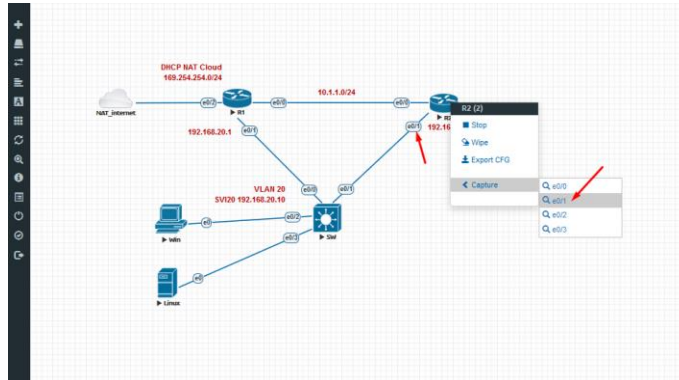 DHCP NAT Cloud
169.254.254.0/24
NAT_internet
e0/2
R1
e0/0
10.1.1.0/24
e0/0
192.168.20.1
e0/1
e0/1
192.16
R2 (2)
Stop
Wipe
Export CFG
Capture
e0/0
e0/1
e0/2
e0/3
VLAN 20
SVI20 192.168.20.10
e0/0
e0/1
e0/2
e0/3
SW
e0
Win
e0
Linux